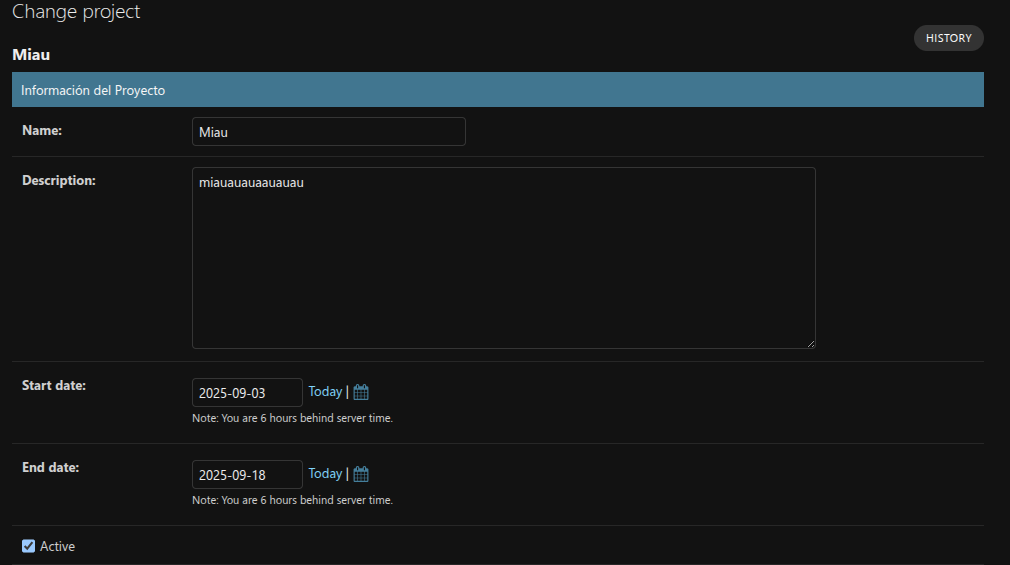 Change project
HISTORY
Miau
Información del Proyecto
Name:
Miau
Description:
miauauauaauauau
Start date:
2025-09-03 Today |
Note: You are 6 hours behind server time.
End date:
2025-09-18 Today |
Note: You are 6 hours behind server time.
Active